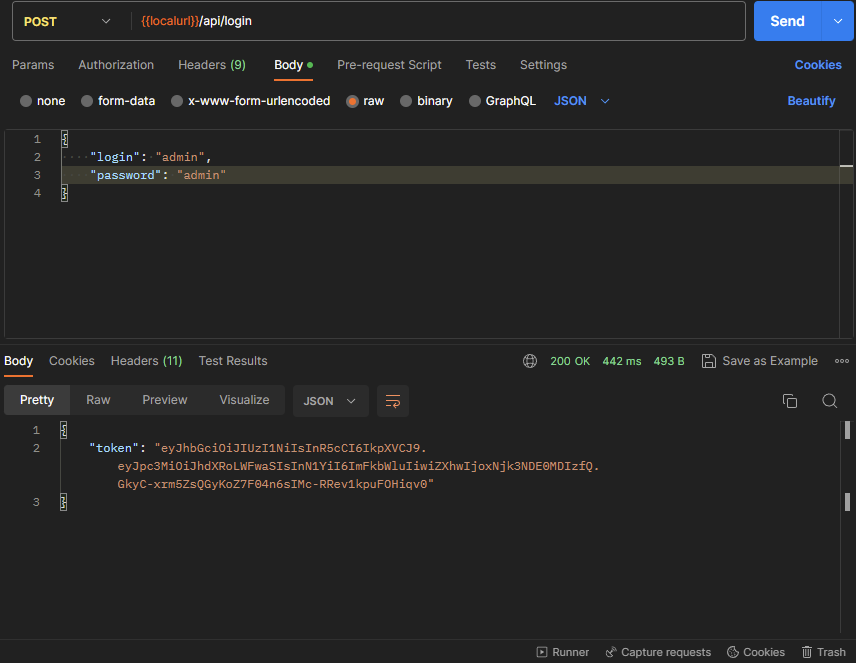 POST {{localurl}}/api/login Send
Params Authorization Headers (9) Body Pre-request Script Tests Settings Cookies
none form-data x-www-form-urlencoded raw binary GraphQL JSON Beautify
1 {
2 "login": "admin",
3 "password": "admin"
4 }
Body Cookies Headers (11) Test Results 200 OK 442 ms 493 B Save as Example
Pretty Raw Preview Visualize JSON
1 {
2 "token": "eyJhbGciOiJIUzI1NiIsInR5cCI6IkpXVCJ9.
eyJpc3MiOiJhdXRoLWFwaSIsInN1YiI6ImFkbWluIiwiZXhwIjoxNjk3NDE0MDIzfQ.
GkyC-xrm5ZsQGyKoZ7F04n6sIMc-RRev1kpuFOHiqv0"
3 }
Runner Capture requests Cookies Trash